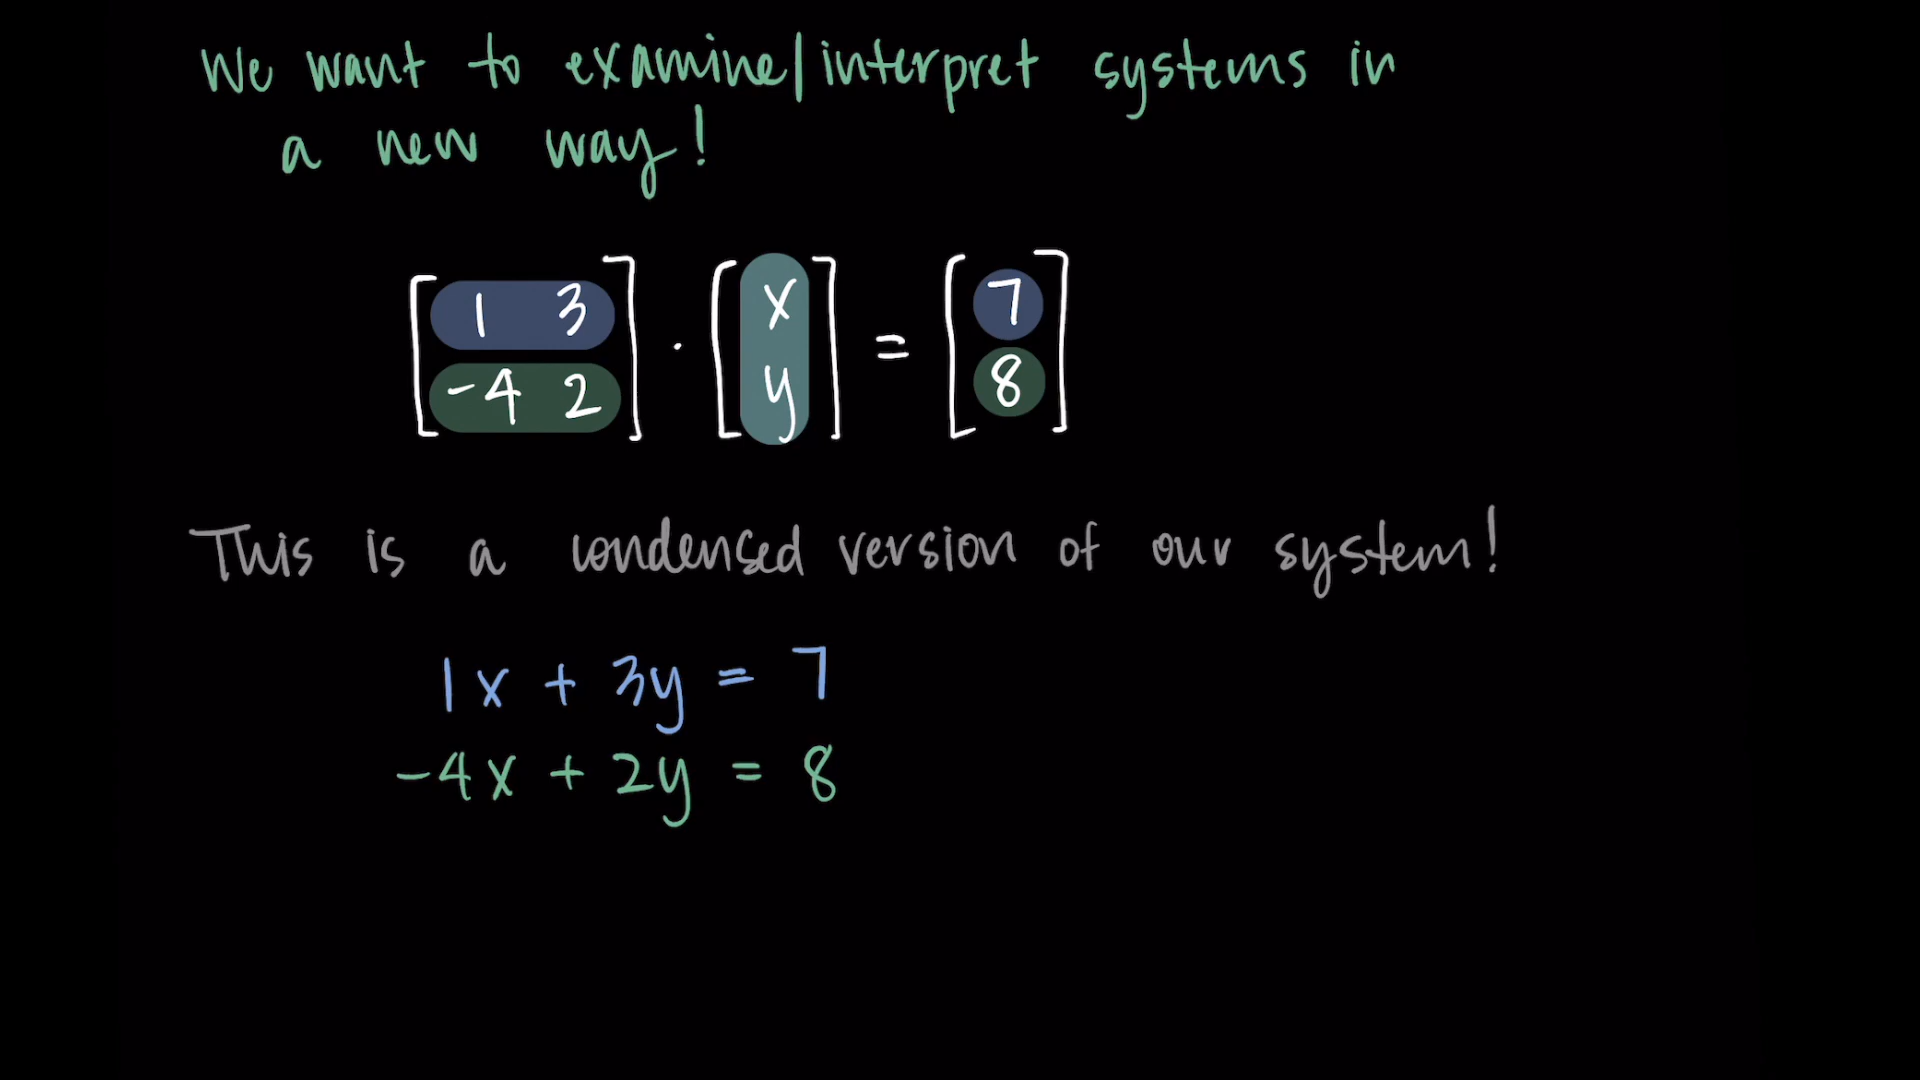 We want to examine/interpret systems in
a new way!
[1 3] · [x] = [7]
[-4 2] [y] [8]
This is a condensed version of our system!
1x + 3y = 7
-4x + 2y = 8